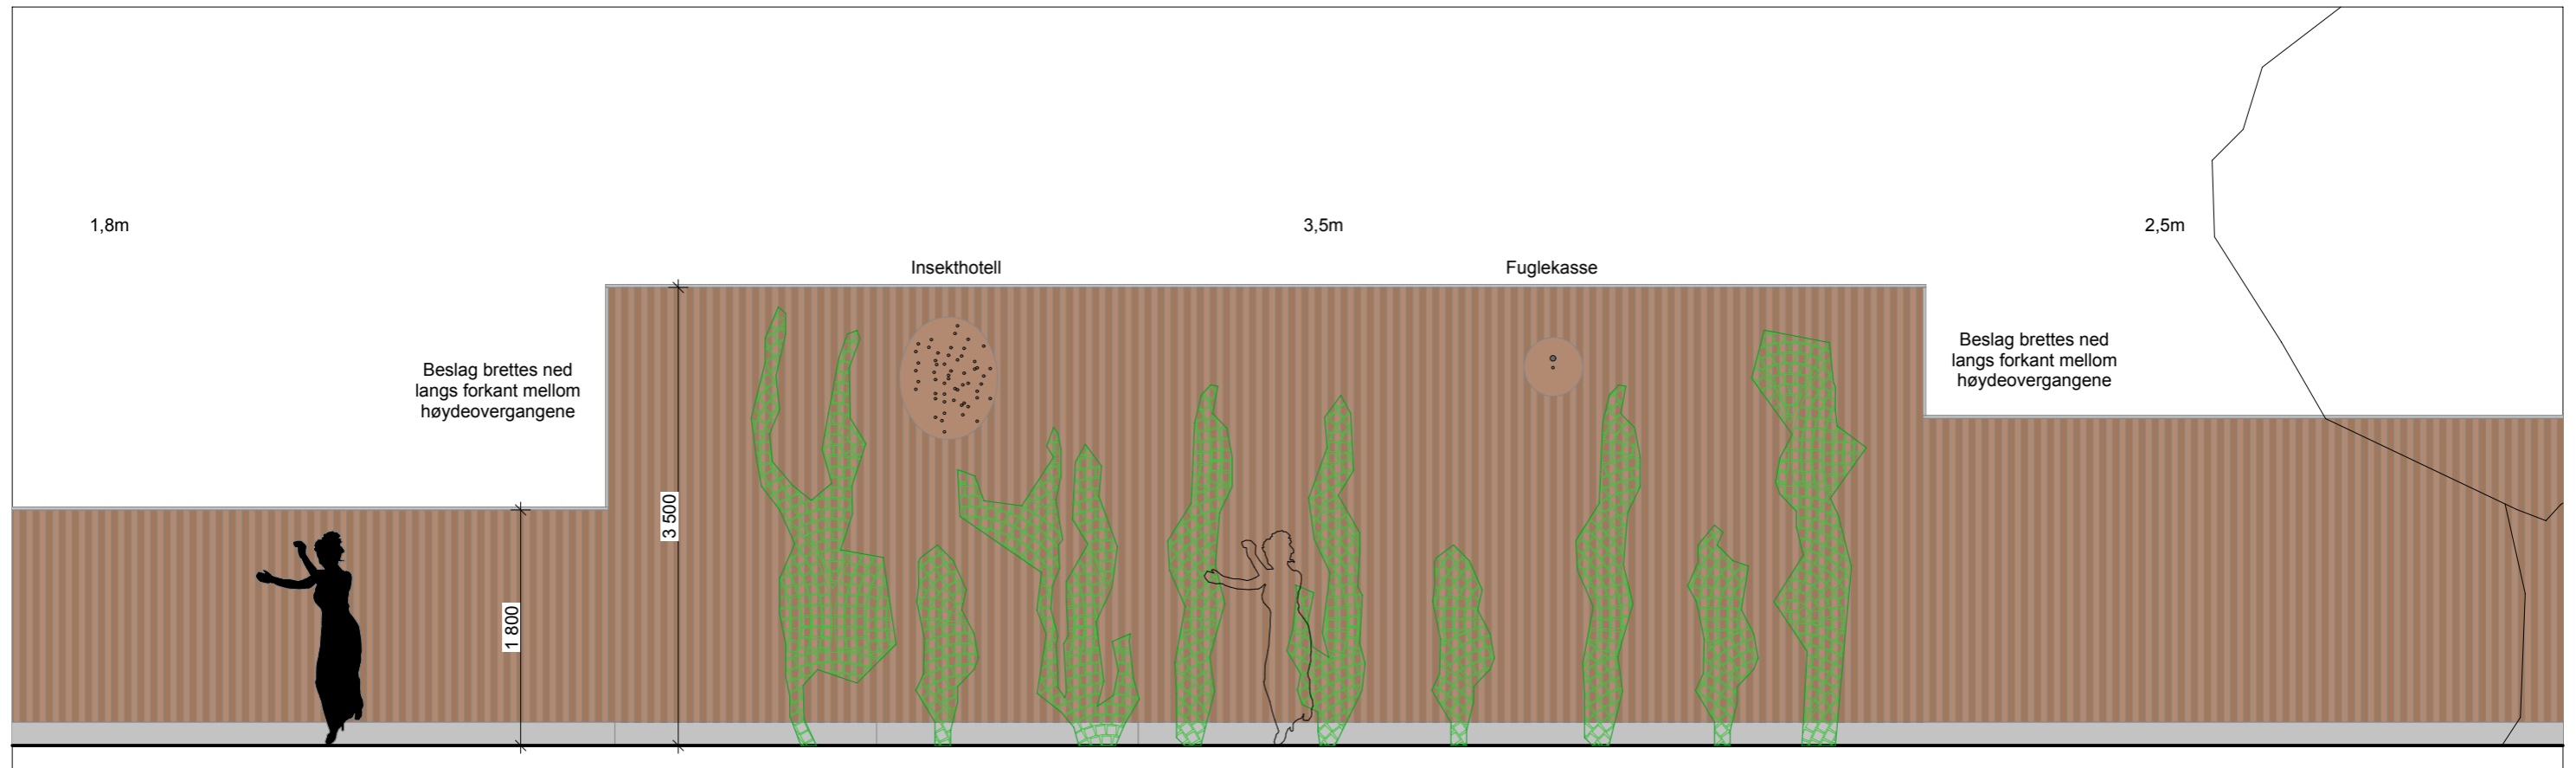 1,8m
3,5m
2,5m
Insekthotell
Fuglekasse
Beslag brettes ned
langs forkant mellom
høydeovergangene
Beslag brettes ned
langs forkant mellom
høydeovergangene
3 500
1 800